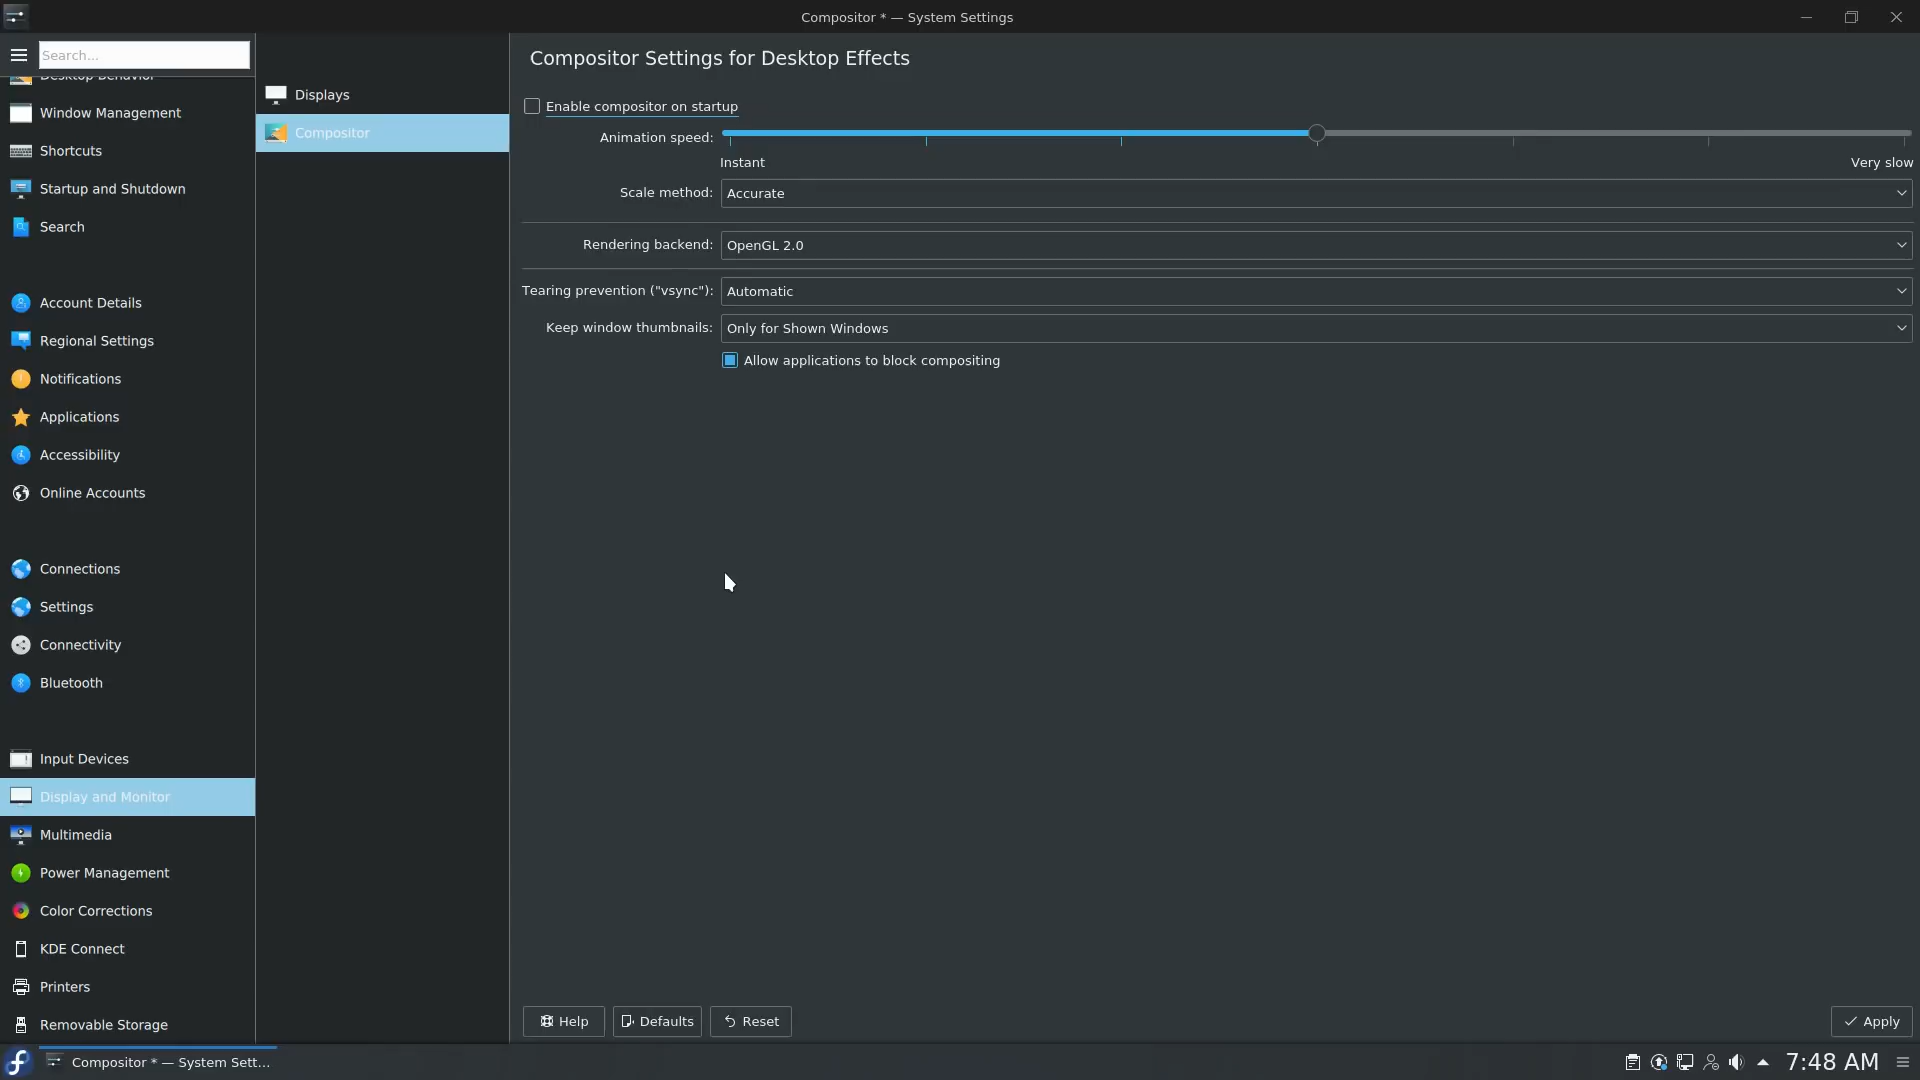 Compositor * — System Settings
Search...
Desktop Behavior
Window Management
Shortcuts
Startup and Shutdown
Search
Account Details
Regional Settings
Notifications
Applications
Accessibility
Online Accounts
Connections
Settings
Connectivity
Bluetooth
Input Devices
Display and Monitor
Multimedia
Power Management
Color Corrections
KDE Connect
Printers
Removable Storage
Displays
Compositor
Compositor Settings for Desktop Effects
Enable compositor on startup
Animation speed:
Instant Very slow
Scale method: Accurate
Rendering backend: OpenGL 2.0
Tearing prevention ("vsync"): Automatic
Keep window thumbnails: Only for Shown Windows
Allow applications to block compositing
Help Defaults Reset Apply
Compositor * — System Sett... 7:48 AM